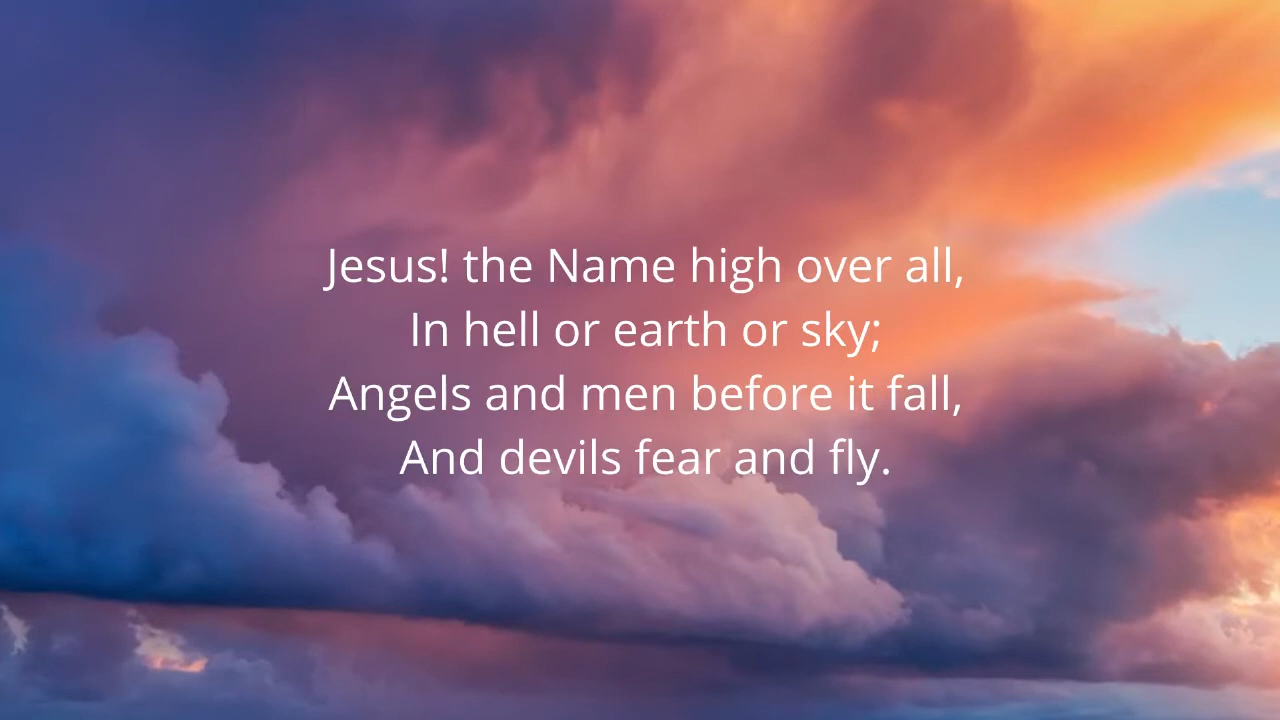 Jesus! the Name high over all,
In hell or earth or sky;
Angels and men before it fall,
And devils fear and fly.